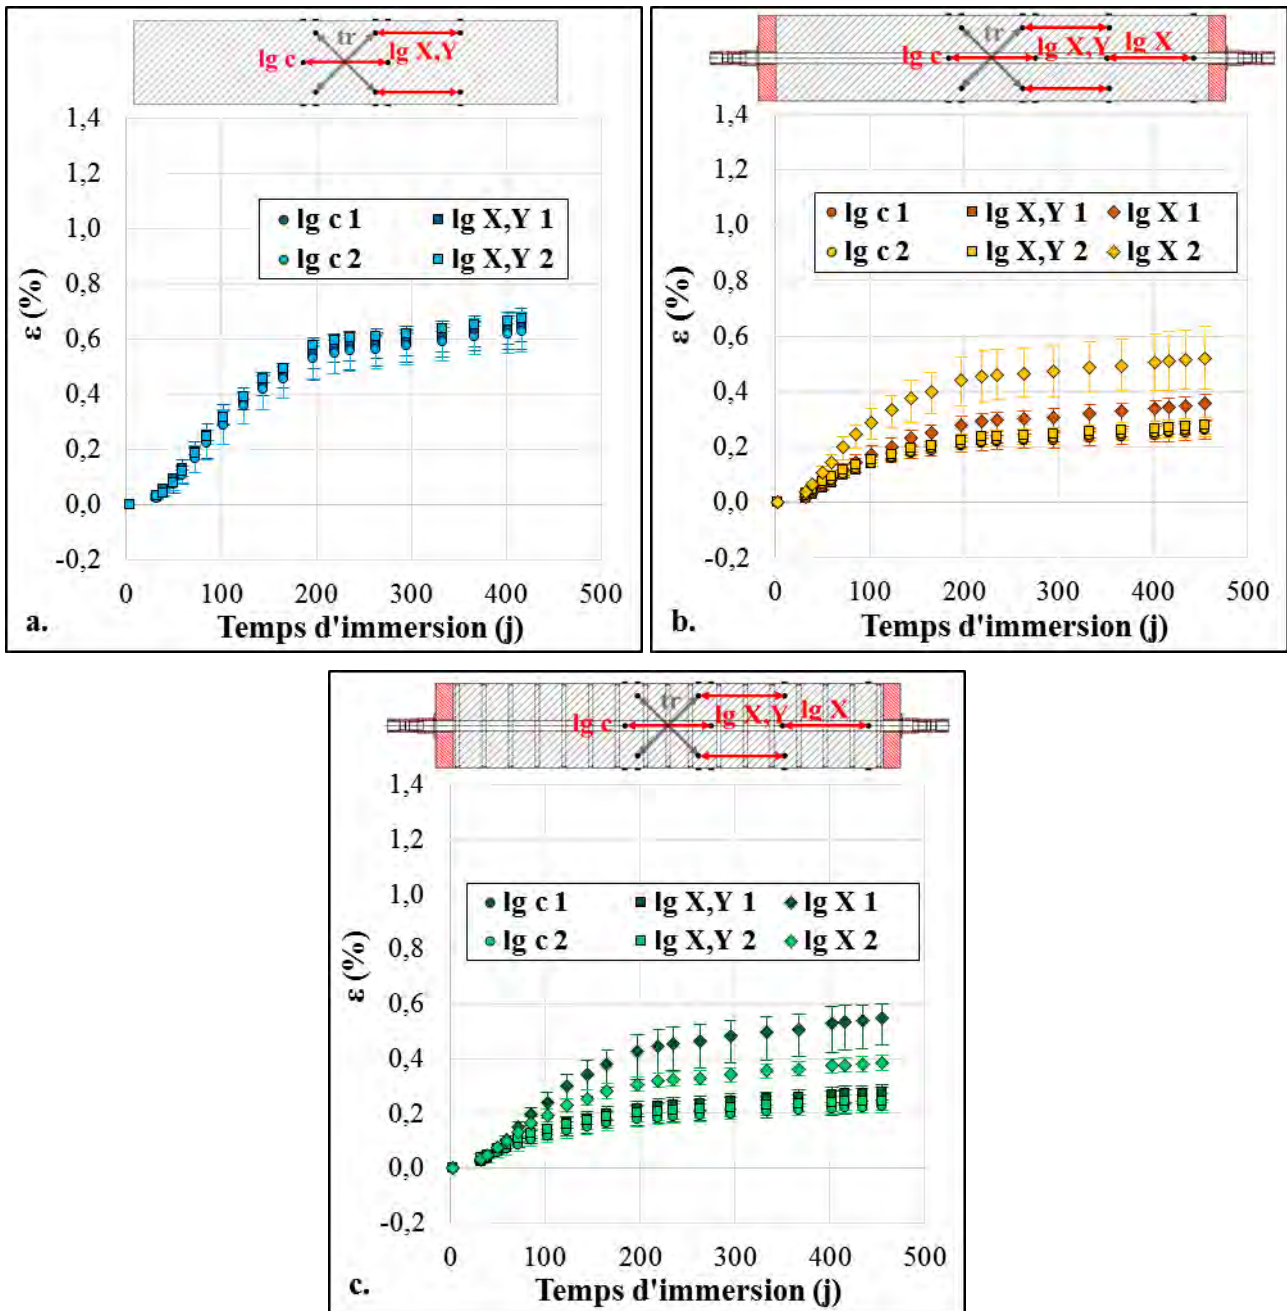 tr
lg c lg X,Y
1,4
1,2
1,0
0,8
0,6
0,4
0,2
0,0
-0,2
ε (%)
lg c 1 lg X,Y 1
lg c 2 lg X,Y 2
0 100 200 300 400 500
a. Temps d'immersion (j)
tr
lg c lg X,Y lg X
1,4
1,2
1,0
0,8
0,6
0,4
0,2
0,0
-0,2
ε (%)
lg c 1 lg X,Y 1 lg X 1
lg c 2 lg X,Y 2 lg X 2
0 100 200 300 400 500
b. Temps d'immersion (j)
tr
lg c lg X,Y lg X
1,4
1,2
1,0
0,8
0,6
0,4
0,2
0,0
-0,2
ε (%)
lg c 1 lg X,Y 1 lg X 1
lg c 2 lg X,Y 2 lg X 2
0 100 200 300 400 500
c. Temps d'immersion (j)